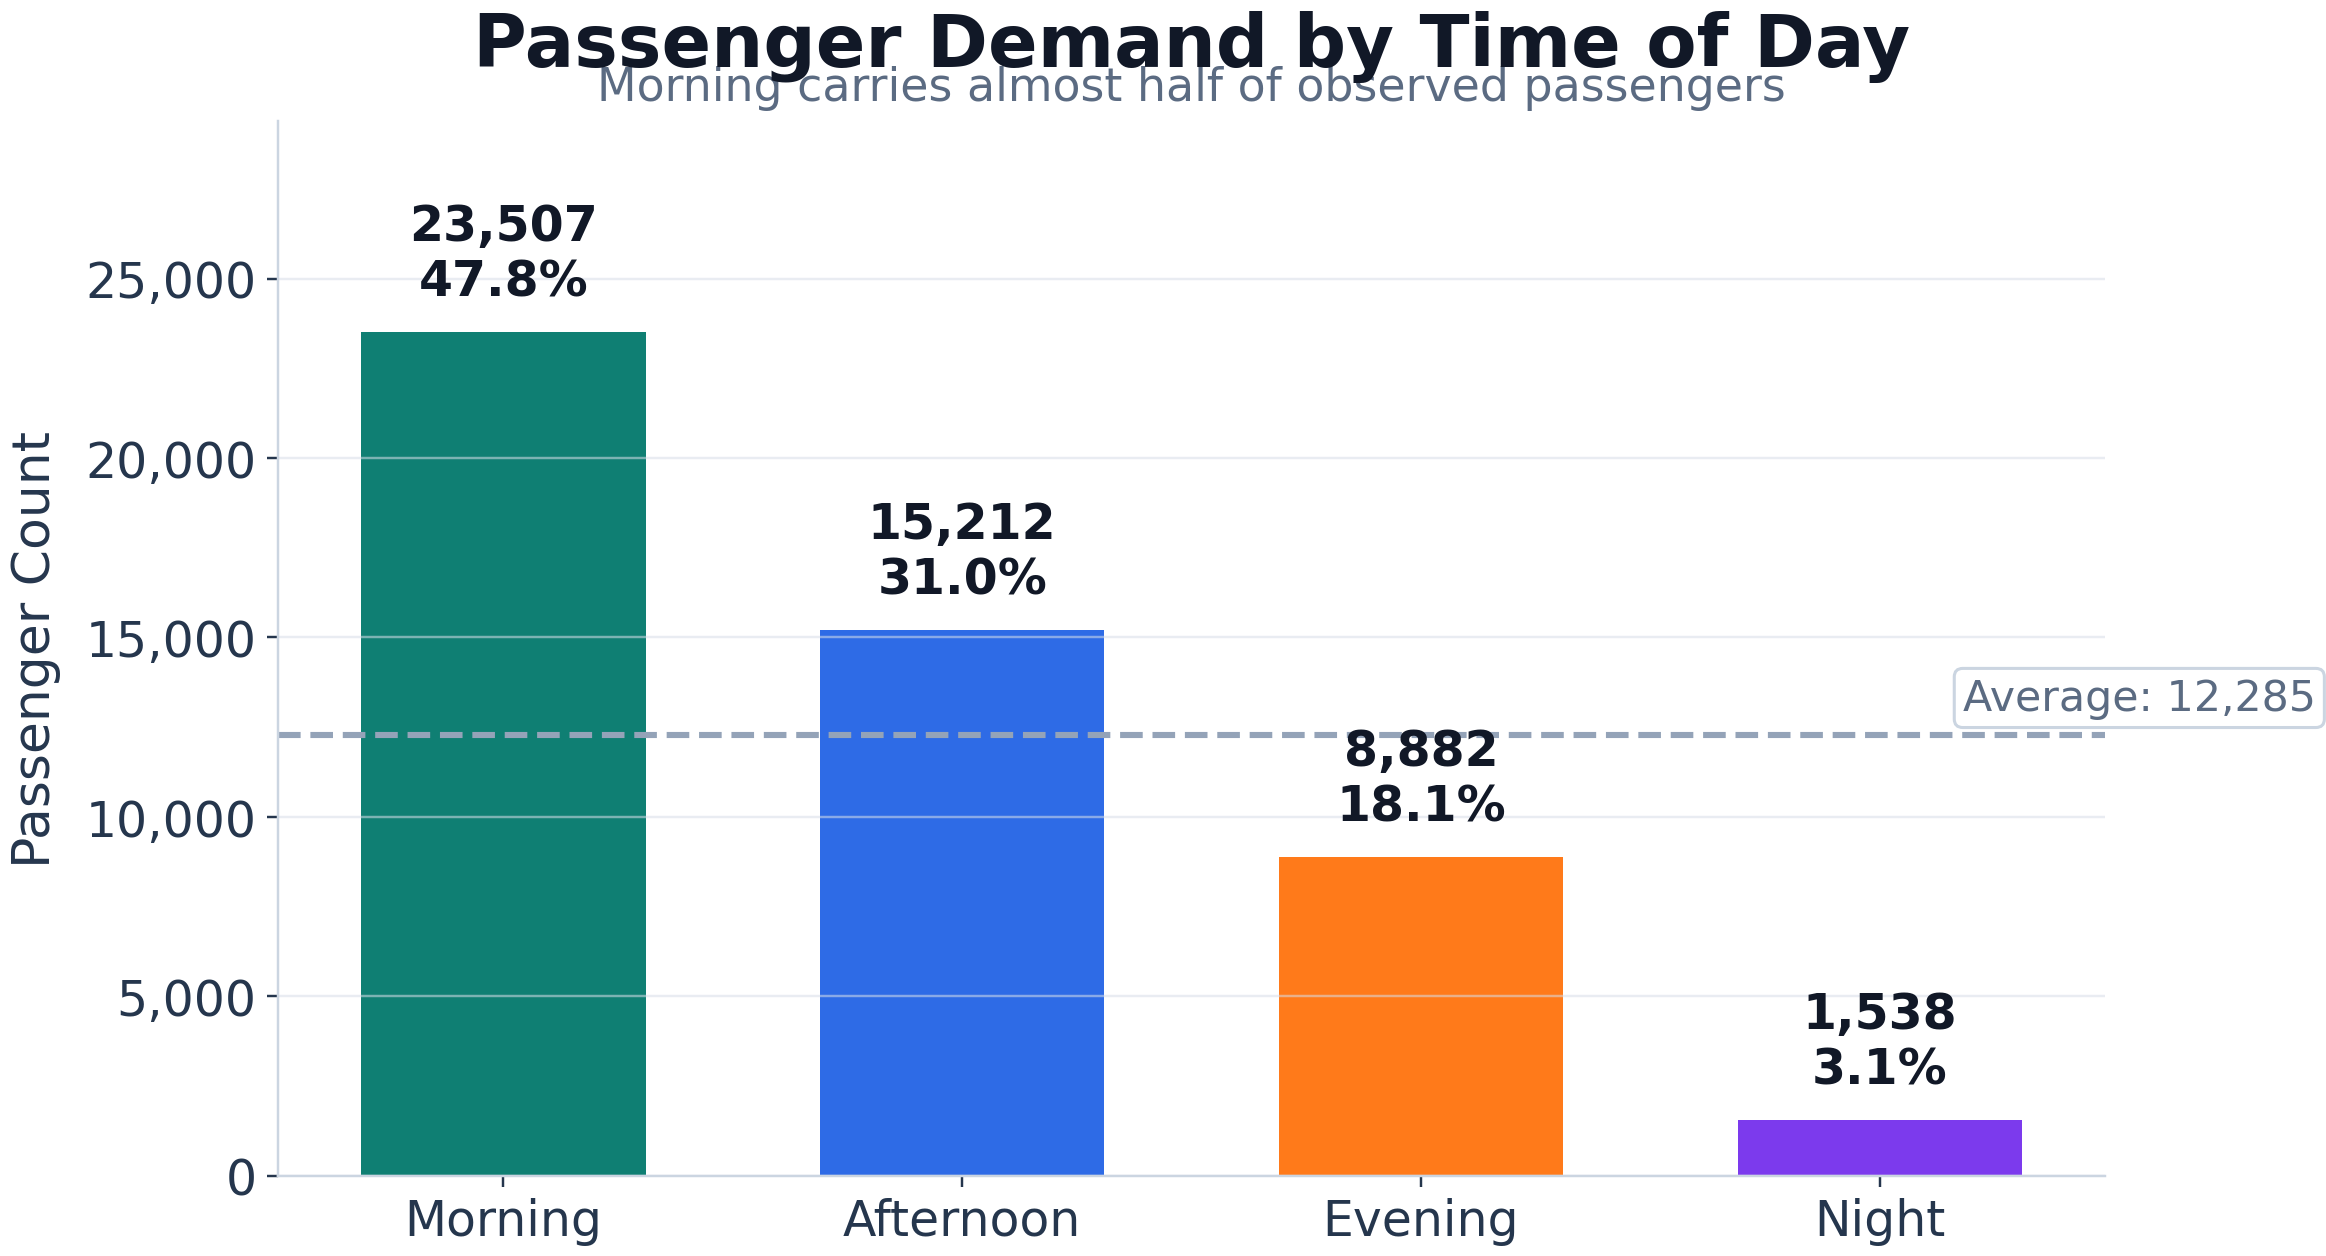 Passenger Demand by Time of Day
Morning carries almost half of observed passengers
Passenger Count
25,000
20,000
15,000
10,000
5,000
0
23,507
47.8%
15,212
31.0%
8,882
18.1%
1,538
3.1%
Average: 12,285
Morning
Afternoon
Evening
Night